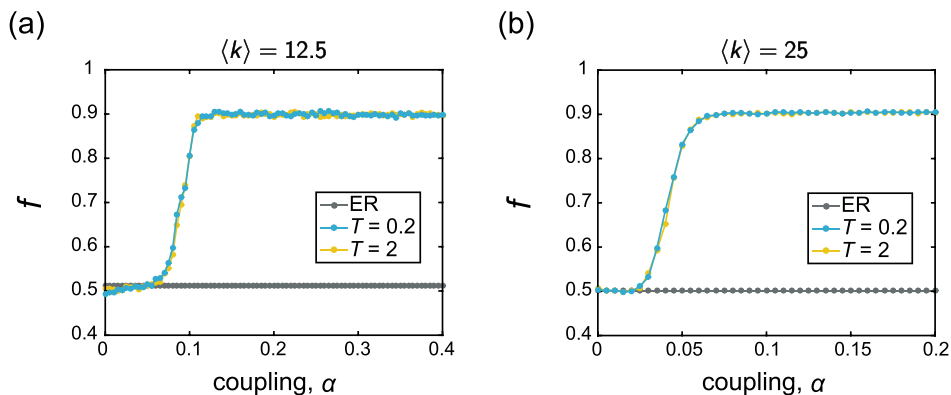 (a)
⟨k⟩ = 12.5
1
0.9
0.8
0.7
0.6
0.5
0.4
f
ER
T = 0.2
T = 2
0
0.1
0.2
0.3
0.4
coupling, α
(b)
⟨k⟩ = 25
1
0.9
0.8
0.7
0.6
0.5
0.4
f
ER
T = 0.2
T = 2
0
0.05
0.1
0.15
0.2
coupling, α